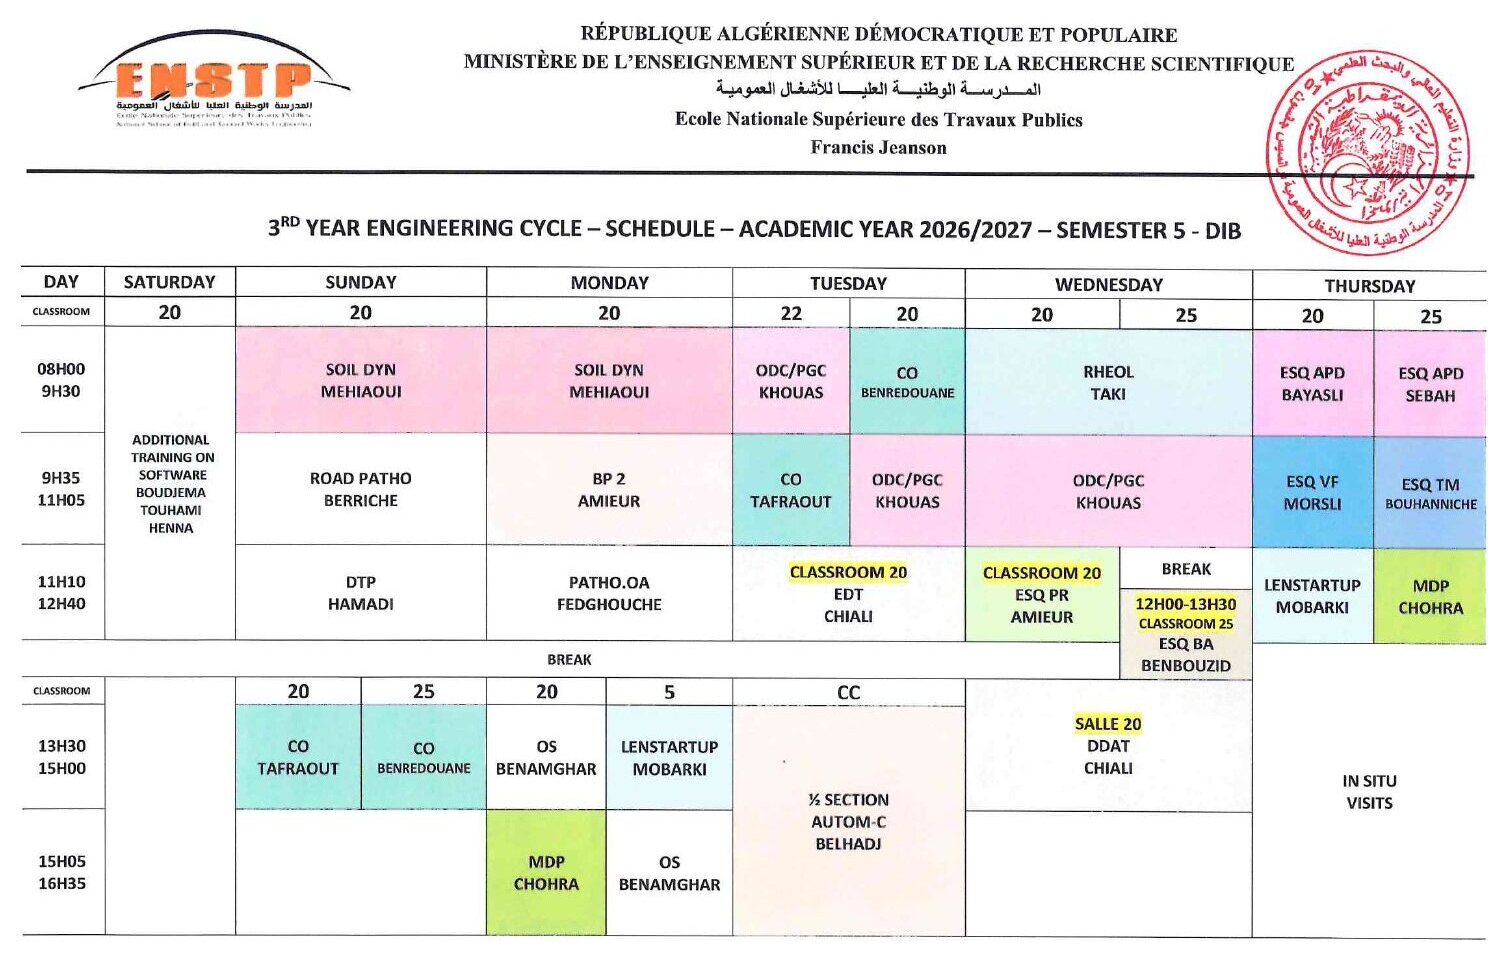 ENSTP
المدرسة الوطنية العليا للأشغال العمومية
Ecole Nationale Supérieure des Travaux Publics
RÉPUBLIQUE ALGÉRIENNE DÉMOCRATIQUE ET POPULAIRE
MINISTÈRE DE L'ENSEIGNEMENT SUPÉRIEUR ET DE LA RECHERCHE SCIENTIFIQUE
المـــدرســة الوطنيــة العليـــا للأشغال العمومية
Ecole Nationale Supérieure des Travaux Publics
Francis Jeanson
3RD YEAR ENGINEERING CYCLE – SCHEDULE – ACADEMIC YEAR 2026/2027 – SEMESTER 5 - DIB
DAY SATURDAY SUNDAY MONDAY TUESDAY WEDNESDAY THURSDAY
CLASSROOM 20 20 20 22 20 20 25 20 25
08H00
9H30
SOIL DYN
MEHIAOUI
SOIL DYN
MEHIAOUI
ODC/PGC
KHOUAS
CO
BENREDOUANE
RHEOL
TAKI
ESQ APD
BAYASLI
ESQ APD
SEBAH
ADDITIONAL
TRAINING ON
SOFTWARE
BOUDJEMA
TOUHAMI
HENNA
9H35
11H05
ROAD PATHO
BERRICHE
BP 2
AMIEUR
CO
TAFRAOUT
ODC/PGC
KHOUAS
ODC/PGC
KHOUAS
ESQ VF
MORSLI
ESQ TM
BOUHANNICHE
11H10
12H40
DTP
HAMADI
PATHO.OA
FEDGHOUCHE
CLASSROOM 20
EDT
CHIALI
CLASSROOM 20
ESQ PR
AMIEUR
BREAK
12H00-13H30
CLASSROOM 25
ESQ BA
BENBOUZID
LENSTARTUP
MOBARKI
MDP
CHOHRA
BREAK
CLASSROOM 20 25 20 5 CC
13H30
15H00
CO
TAFRAOUT
CO
BENREDOUANE
OS
BENAMGHAR
LENSTARTUP
MOBARKI
½ SECTION
AUTOM-C
BELHADJ
SALLE 20
DDAT
CHIALI
IN SITU
VISITS
15H05
16H35
MDP
CHOHRA
OS
BENAMGHAR